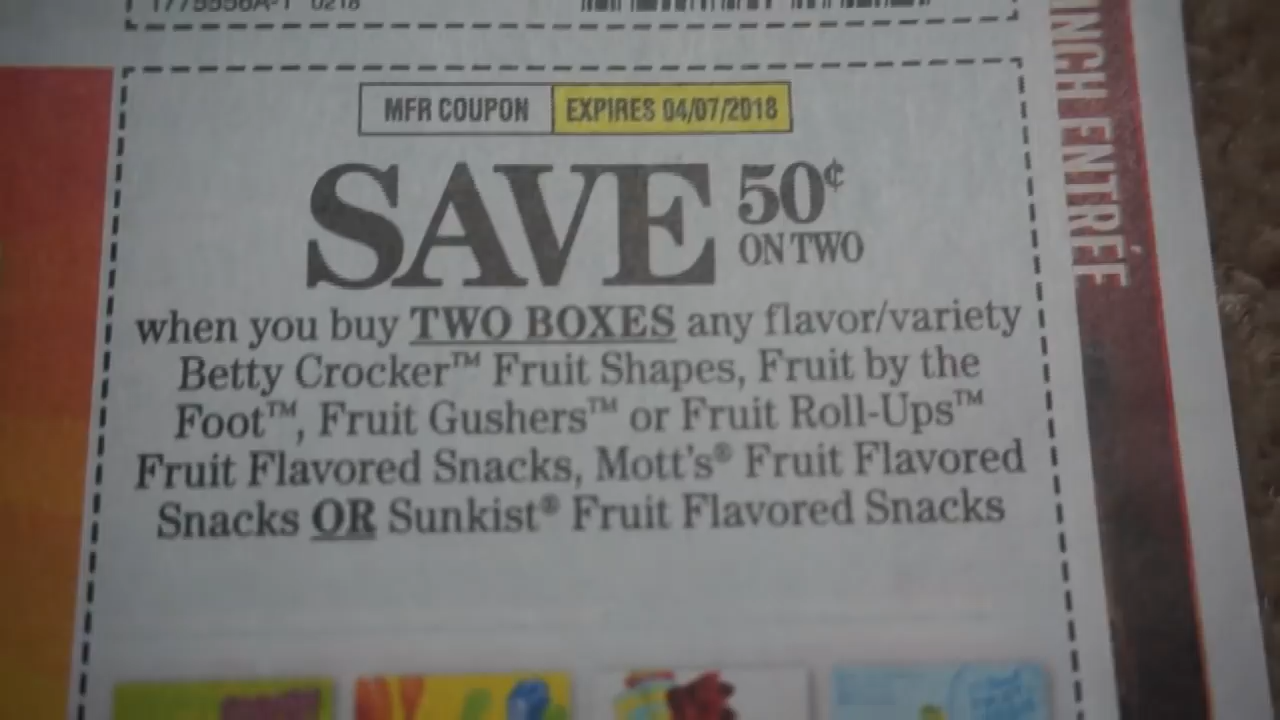 0218
MFR COUPON EXPIRES 04/07/2018
SAVE 50¢
ON TWO
when you buy TWO BOXES any flavor/variety
Betty Crocker™ Fruit Shapes, Fruit by the
Foot™, Fruit Gushers™ or Fruit Roll-Ups™
Fruit Flavored Snacks, Mott's® Fruit Flavored
Snacks OR Sunkist® Fruit Flavored Snacks
ENTRÉE